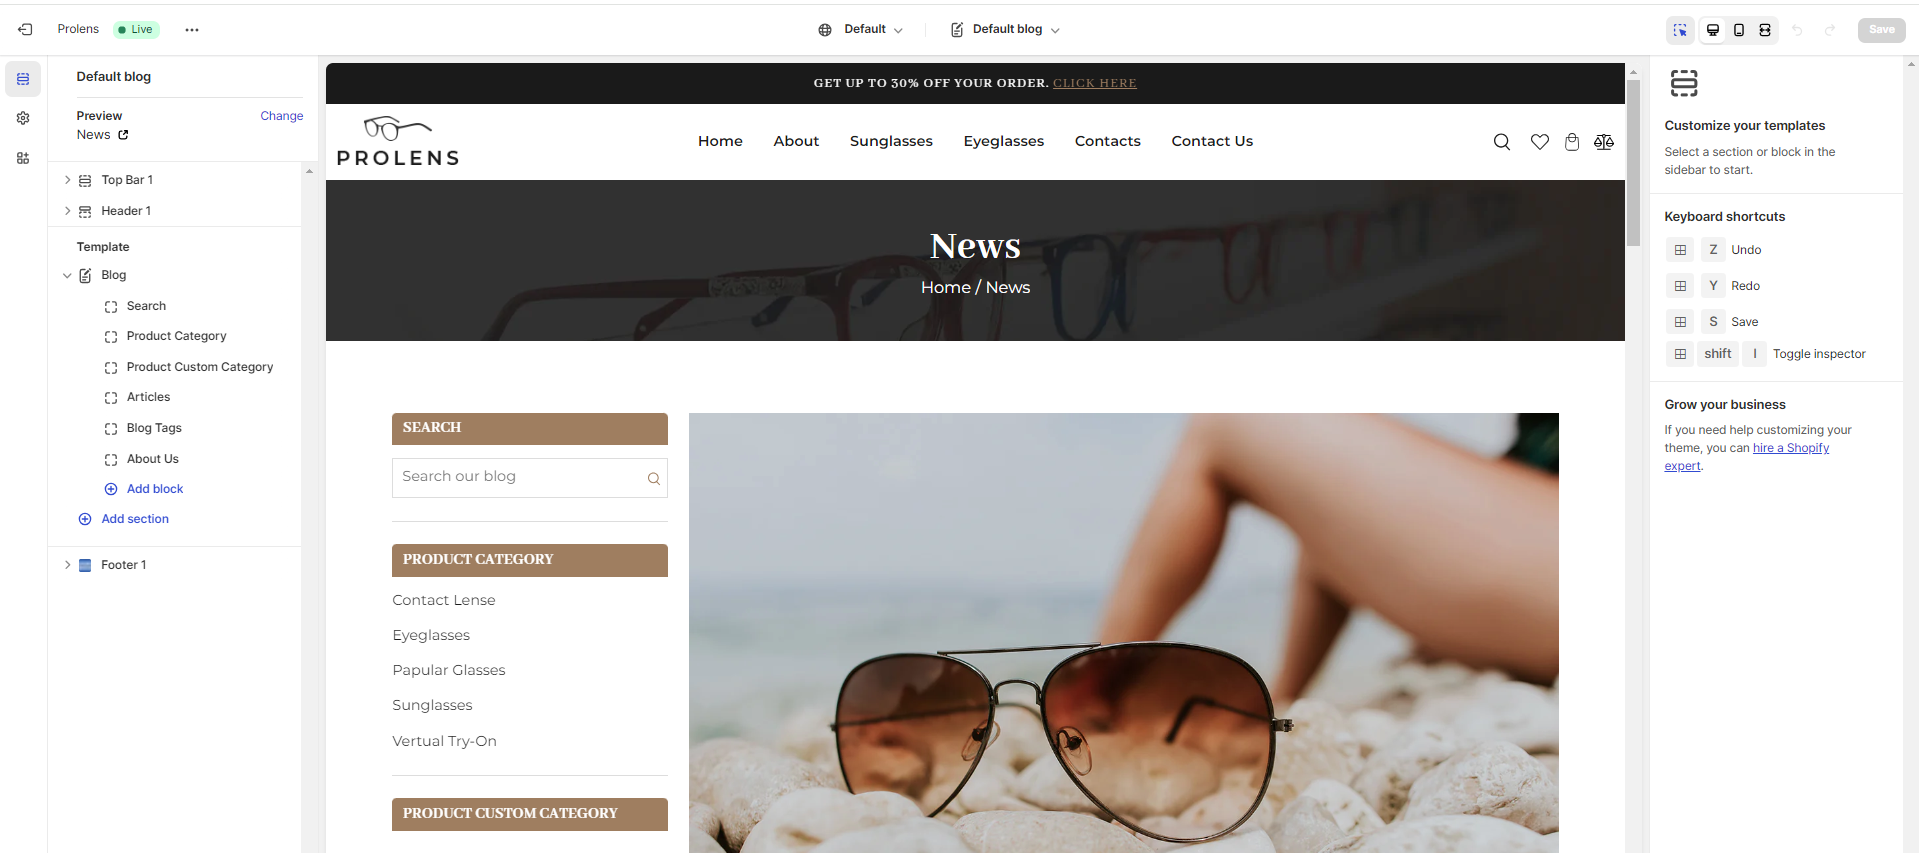 Prolens
Live
Default
Default blog
Save
Default blog
Preview
Change
News
Top Bar 1
Header 1
Template
Blog
Search
Product Category
Product Custom Category
Articles
Blog Tags
About Us
Add block
Add section
Footer 1
GET UP TO 30% OFF YOUR ORDER. CLICK HERE
PROLENS
Home
About
Sunglasses
Eyeglasses
Contacts
Contact Us
News
Home / News
SEARCH
Search our blog
PRODUCT CATEGORY
Contact Lense
Eyeglasses
Papular Glasses
Sunglasses
Vertual Try-On
PRODUCT CUSTOM CATEGORY
Customize your templates
Select a section or block in the
sidebar to start.
Keyboard shortcuts
Z Undo
Y Redo
S Save
shift I Toggle inspector
Grow your business
If you need help customizing your
theme, you can hire a Shopify
expert.